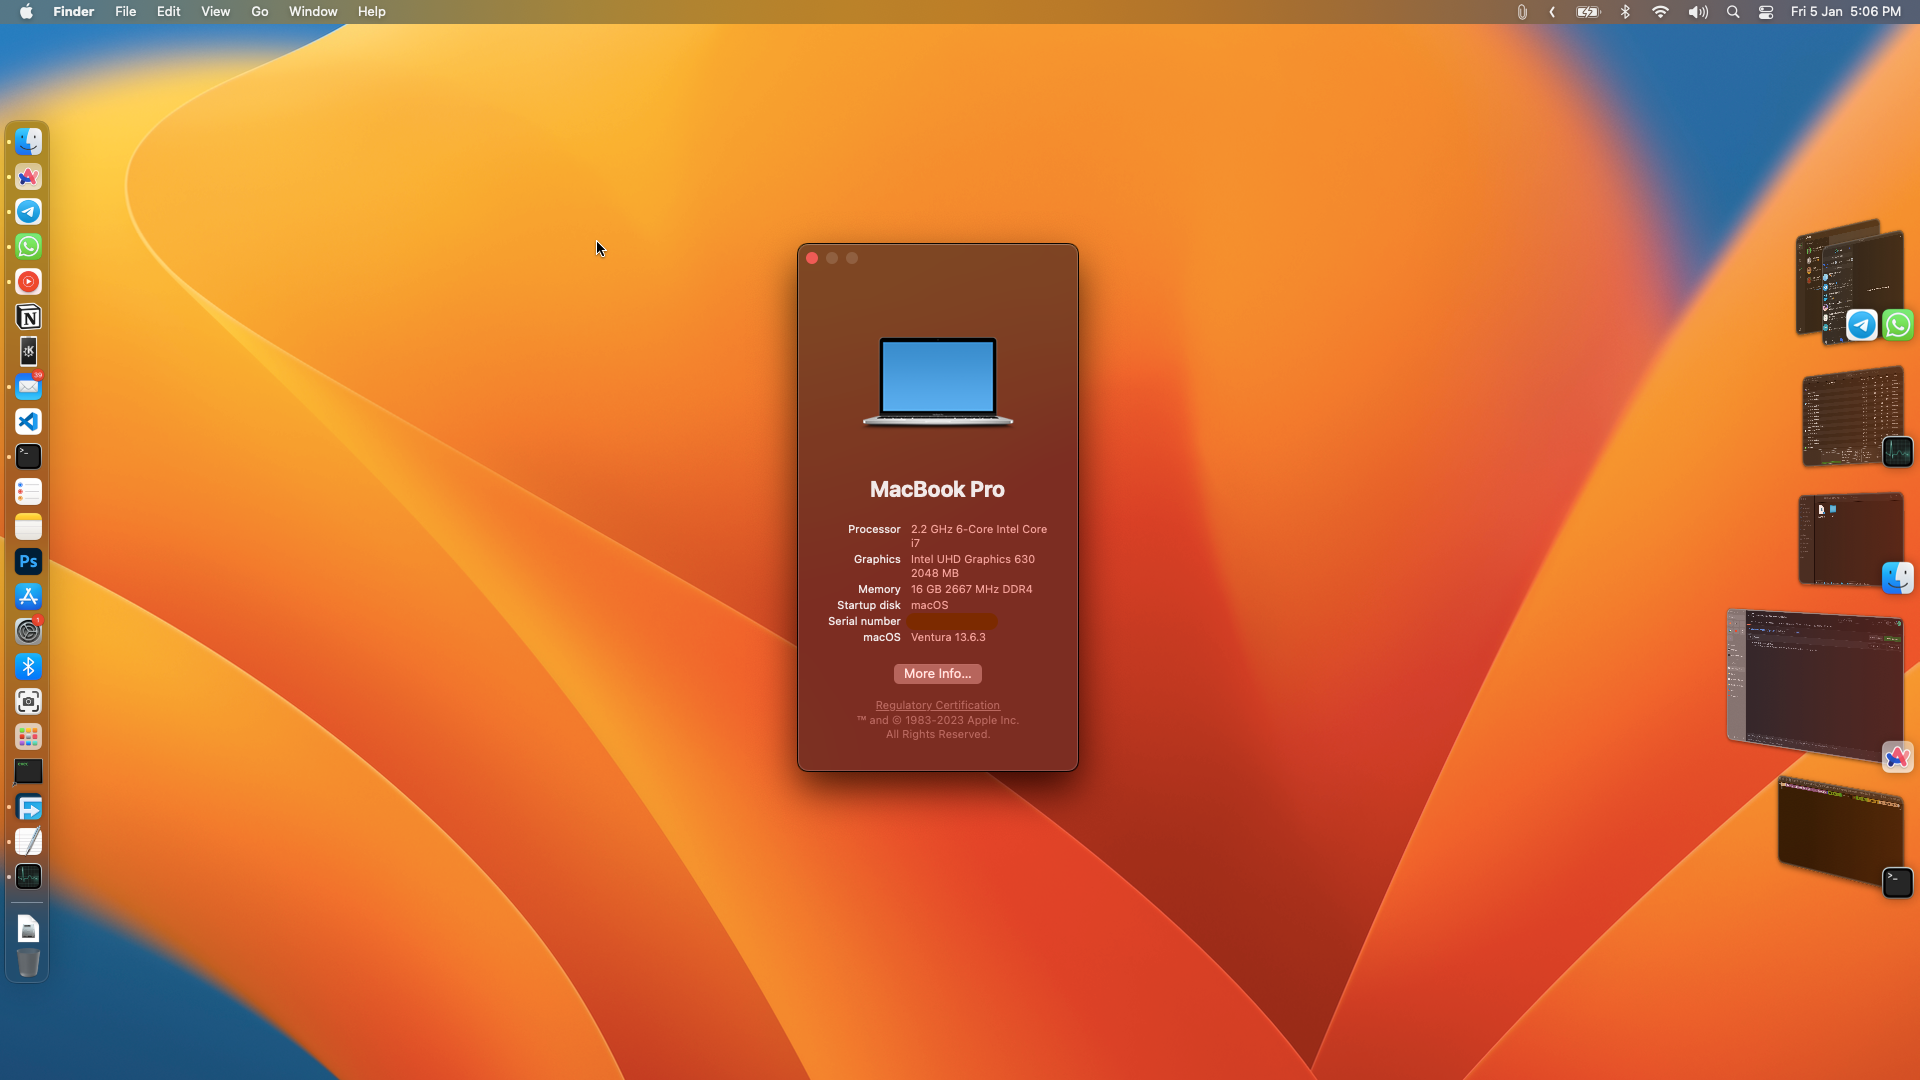 Finder File Edit View Go Window Help
Fri 5 Jan 5:06 PM
39
Ps
1
MacBook Pro
Processor 2.2 GHz 6-Core Intel Core
i7
Graphics Intel UHD Graphics 630
2048 MB
Memory 16 GB 2667 MHz DDR4
Startup disk macOS
Serial number
macOS Ventura 13.6.3
More Info...
Regulatory Certification
™ and © 1983-2023 Apple Inc.
All Rights Reserved.